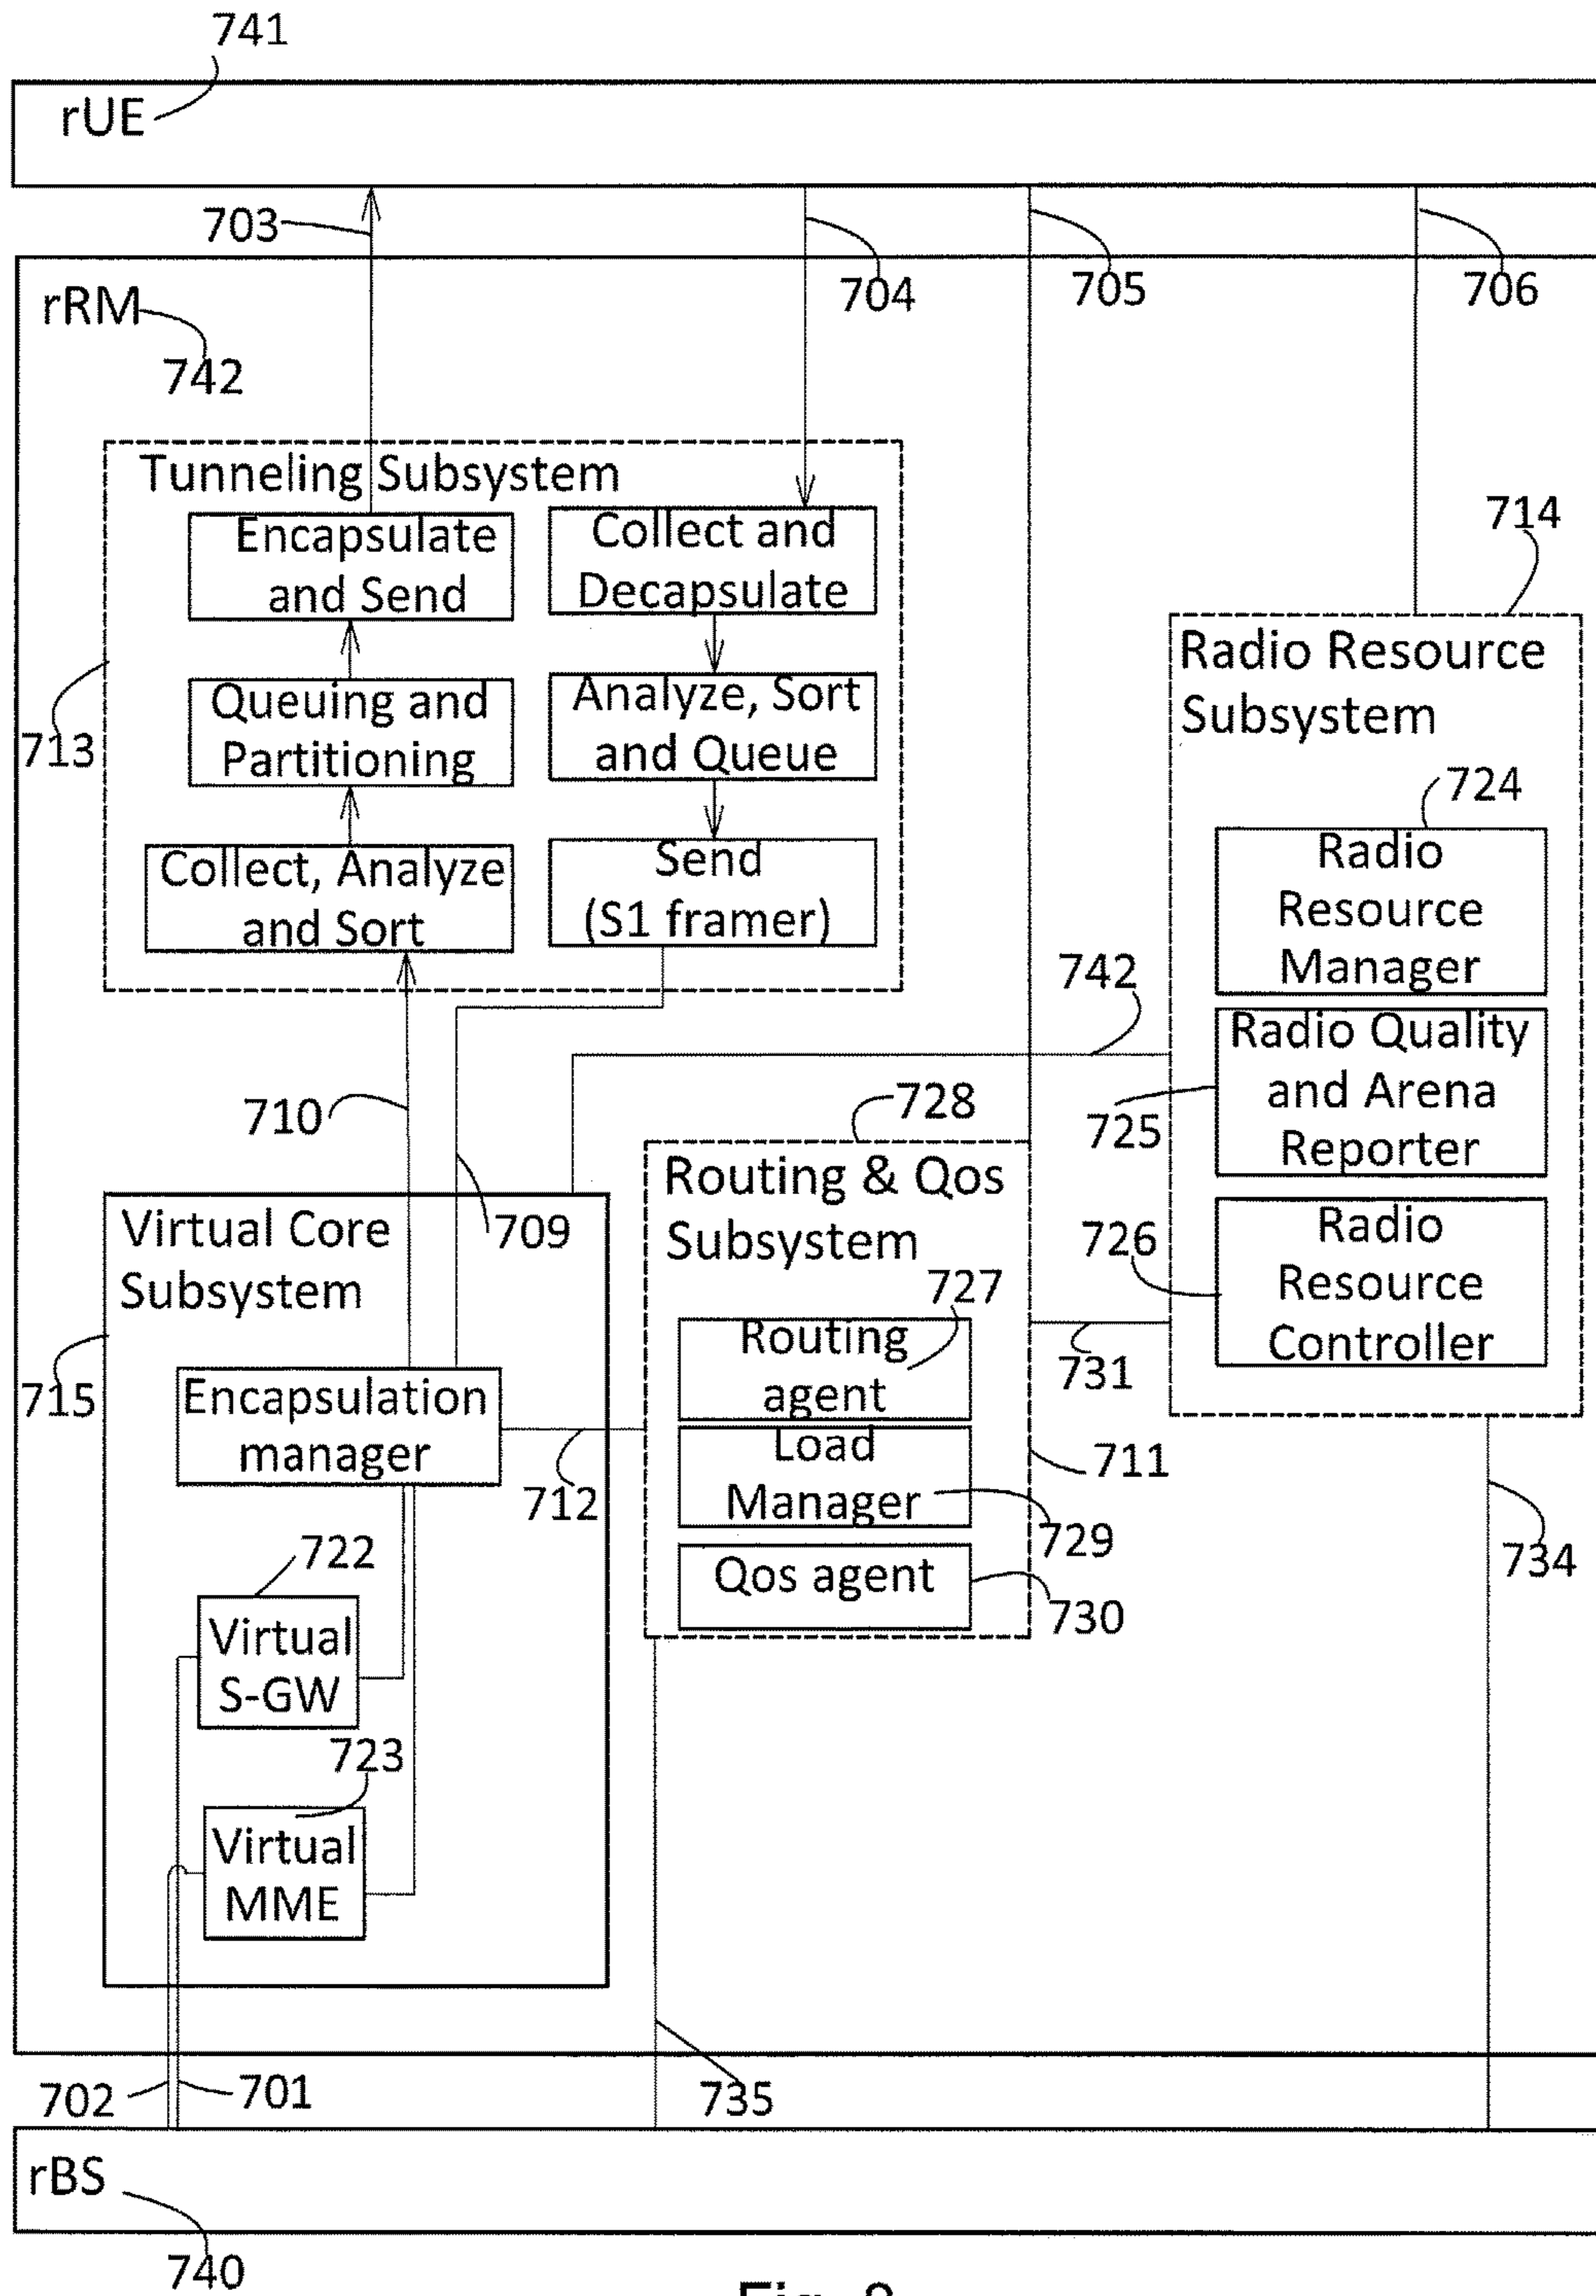 741
rUE
703
704
705
706
rRM
742
Tunneling Subsystem
Encapsulate
and Send
Collect and
Decapsulate
714
Radio Resource
Subsystem
713
Queuing and
Partitioning
Analyze, Sort
and Queue
724
Radio
Resource
Manager
Collect, Analyze
and Sort
Send
(S1 framer)
742
Radio Quality
and Arena
Reporter
725
710
728
Routing & Qos
Subsystem
709
Virtual Core
Subsystem
726
Radio
Resource
Controller
727
Routing
agent
731
715
Encapsulation
manager
712
Load
Manager
711
729
734
722
Qos agent
730
Virtual
S-GW
723
Virtual
MME
702
701
735
rBS
740